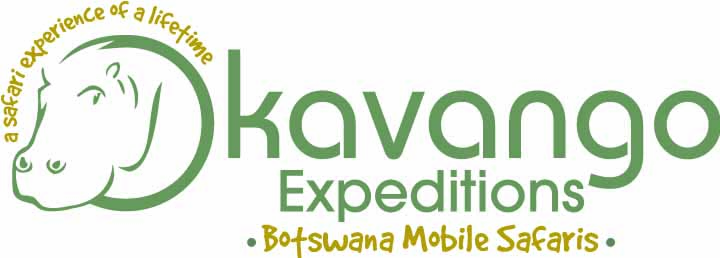 a safari experience of a lifetime
Okavango
Expeditions
• Botswana Mobile Safaris •